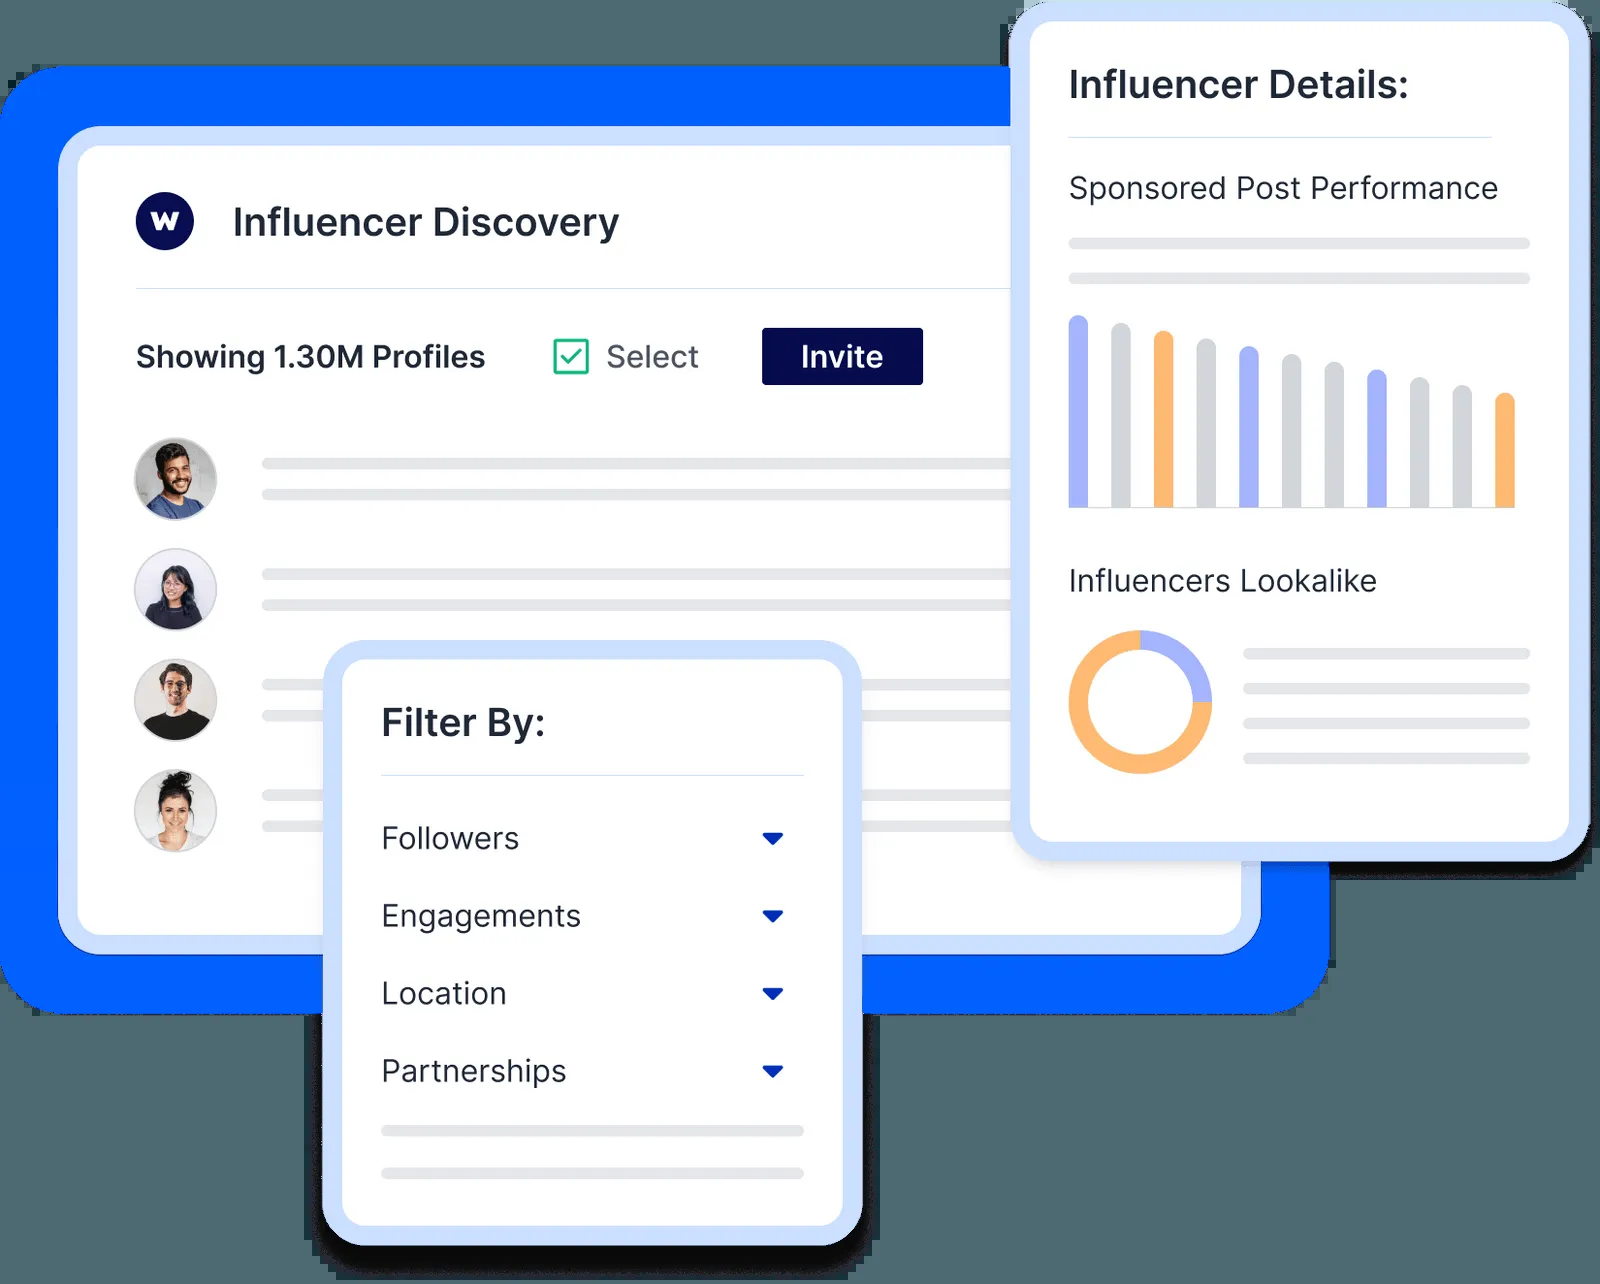 W
Influencer Discovery
Showing 1.30M Profiles
Select
Invite
Filter By:
Followers
Engagements
Location
Partnerships
Influencer Details:
Sponsored Post Performance
Influencers Lookalike